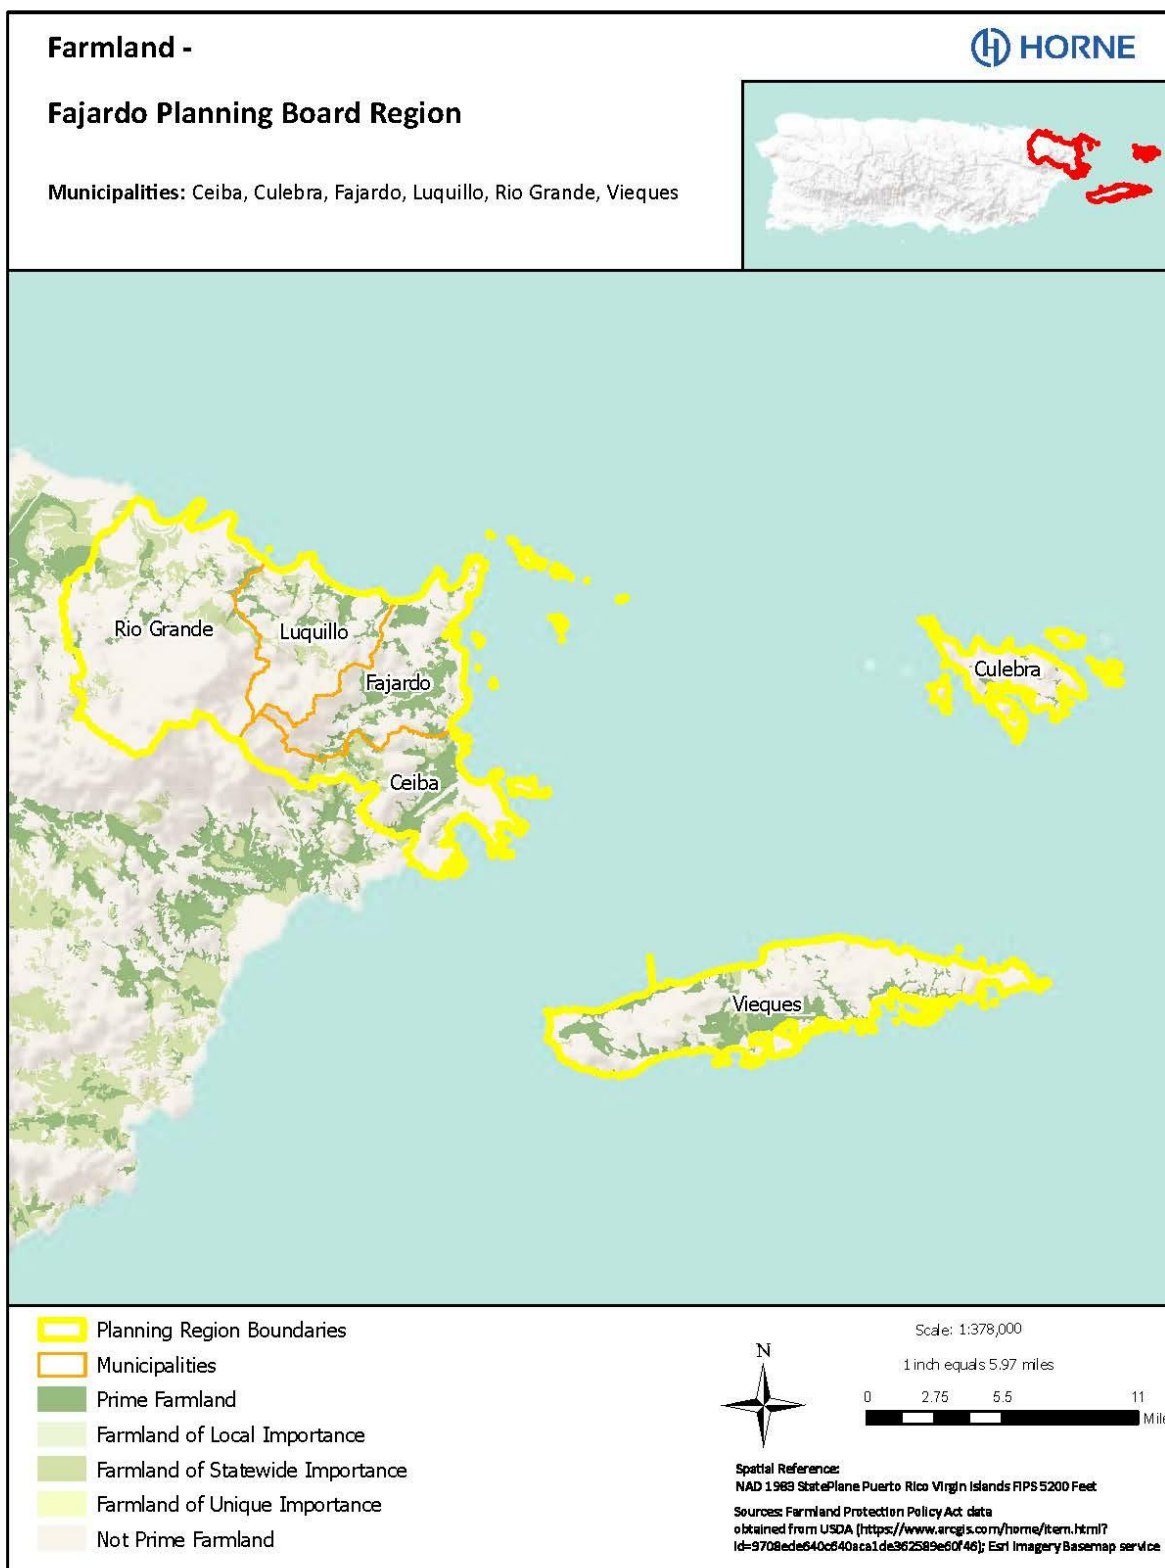 Farmland -
HORNE
Fajardo Planning Board Region
Municipalities: Ceiba, Culebra, Fajardo, Luquillo, Rio Grande, Vieques
Rio Grande
Luquillo
Fajardo
Culebra
Ceiba
Vieques
Planning Region Boundaries
Municipalities
Prime Farmland
Farmland of Local Importance
Farmland of Statewide Importance
Farmland of Unique Importance
Not Prime Farmland
N
Scale: 1:378,000
1 inch equals 5.97 miles
0 2.75 5.5 11
Mile
Spatial Reference:
NAD 1983 StatePlane Puerto Rico Virgin Islands FIPS 5200 Feet
Sources: Farmland Protection Policy Act data
obtained from USDA (https://www.arcgis.com/home/item.html?
id=9708ede640c640aca1de362589e60f46); Esri Imagery Basemap service